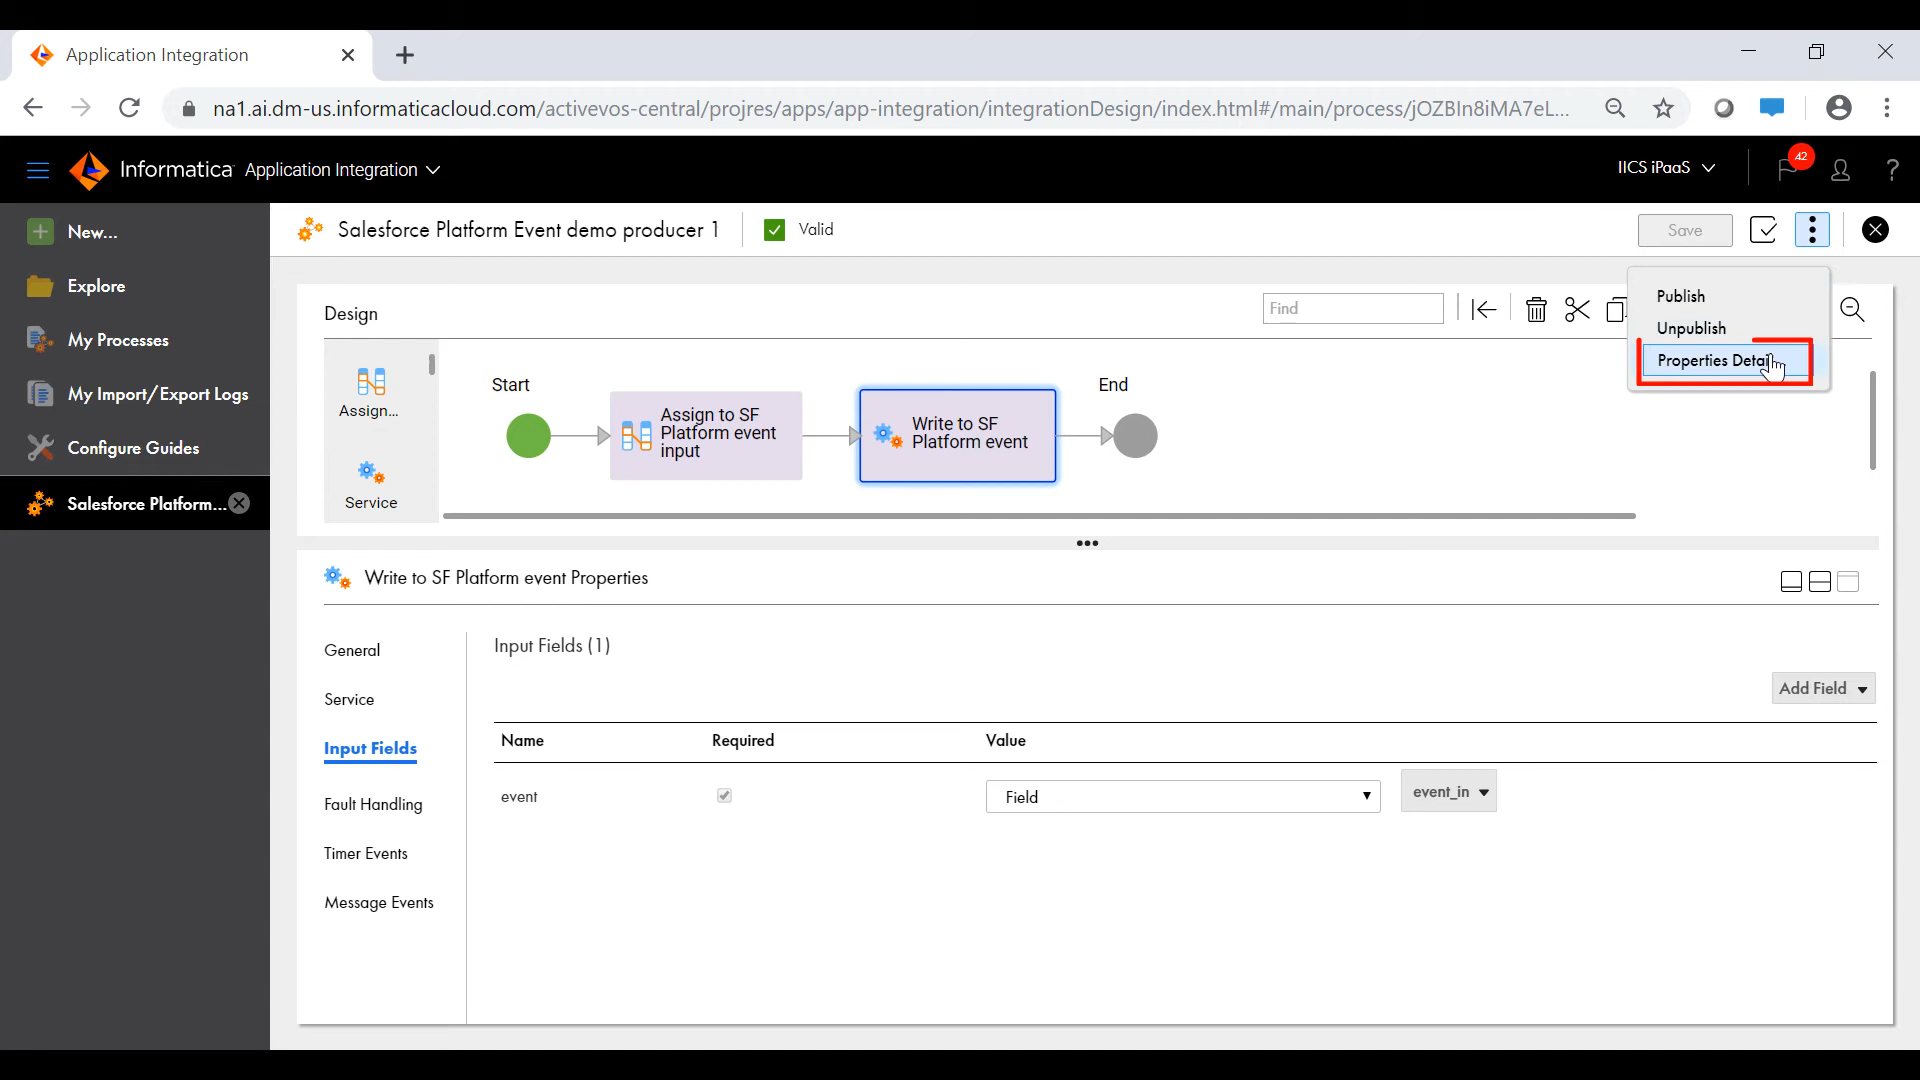 Application Integration
na1.ai.dm-us.informaticacloud.com/activevos-central/projres/apps/app-integration/integrationDesign/index.html#/main/process/jOZBIn8iMA7eL...
Informatica Application Integration
IICS iPaaS
42
?
New...
Explore
My Processes
My Import/Export Logs
Configure Guides
Salesforce Platform...
Salesforce Platform Event demo producer 1
Valid
Save
Publish
Unpublish
Properties Detail
Design
Find
Assign...
Service
Start
Assign to SF
Platform event
input
Write to SF
Platform event
End
Write to SF Platform event Properties
General
Service
Input Fields
Fault Handling
Timer Events
Message Events
Input Fields (1)
Add Field
Name Required Value
event Field event_in